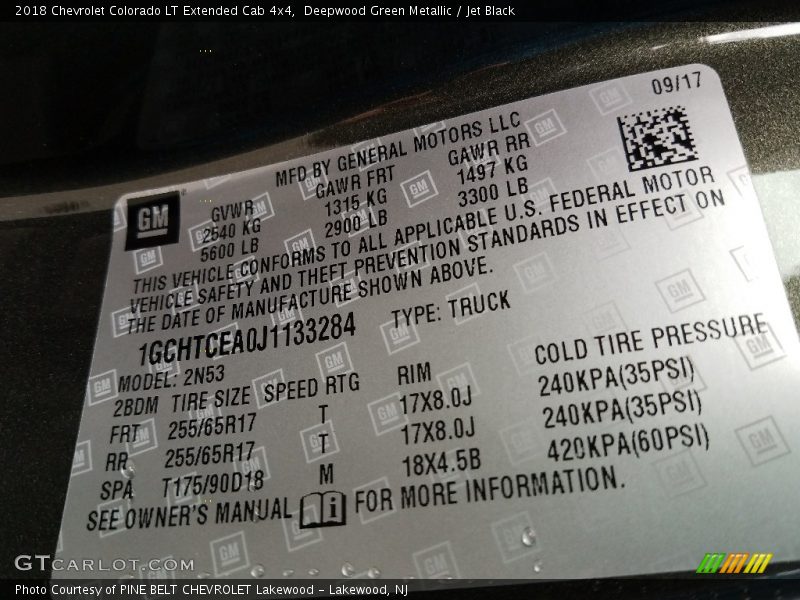 2018 Chevrolet Colorado LT Extended Cab 4x4,  Deepwood Green Metallic / Jet Black
09/17
MFD BY GENERAL MOTORS LLC
GM
GVWR GAWR FRT GAWR RR
2540 KG 1315 KG 1497 KG
5600 LB 2900 LB 3300 LB
THIS VEHICLE CONFORMS TO ALL APPLICABLE U.S. FEDERAL MOTOR
VEHICLE SAFETY AND THEFT PREVENTION STANDARDS IN EFFECT ON
THE DATE OF MANUFACTURE SHOWN ABOVE.
1GCHTCEA0J1133284 TYPE: TRUCK
MODEL: 2N53
2BDM TIRE SIZE SPEED RTG RIM COLD TIRE PRESSURE
FRT 255/65R17 T 17X8.0J 240KPA(35PSI)
RR 255/65R17 T 17X8.0J 240KPA(35PSI)
SPA T175/90D18 M 18X4.5B 420KPA(60PSI)
SEE OWNER'S MANUAL i FOR MORE INFORMATION.
GTCARLOT.COM
Photo Courtesy of PINE BELT CHEVROLET Lakewood - Lakewood, NJ